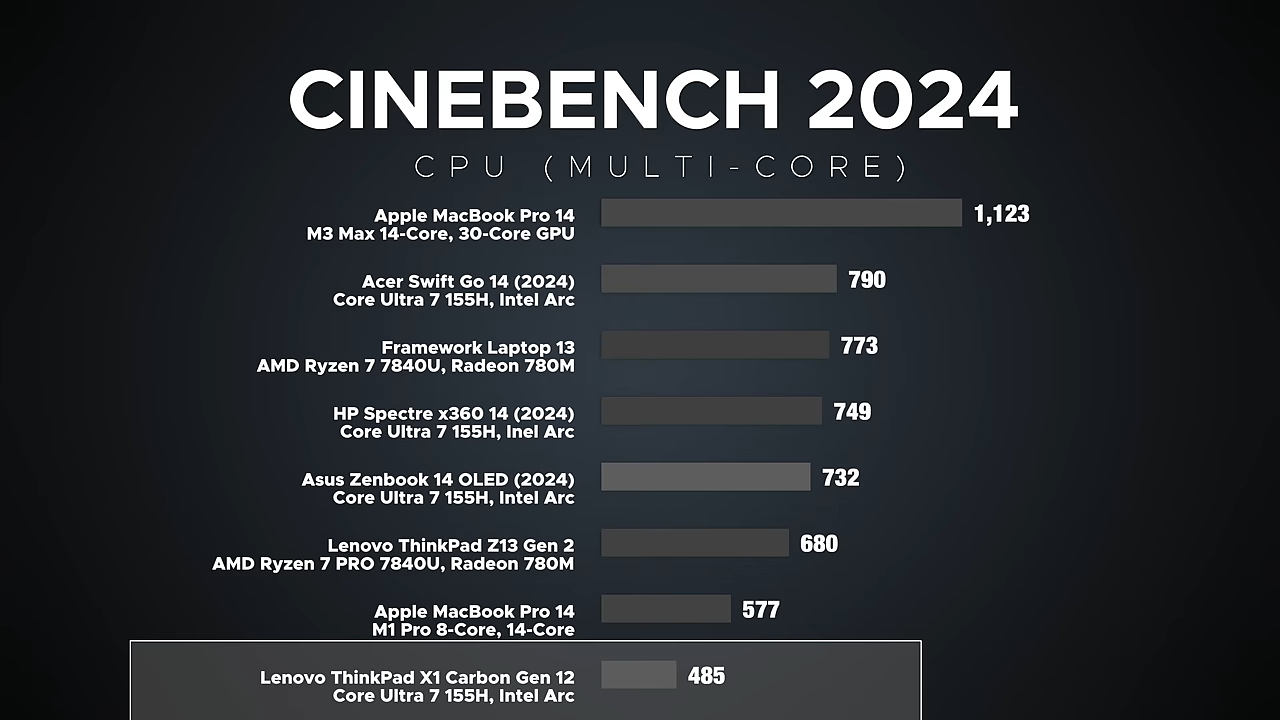 CINEBENCH 2024
CPU (MULTI-CORE)
Apple MacBook Pro 14
M3 Max 14-Core, 30-Core GPU
1,123
Acer Swift Go 14 (2024)
Core Ultra 7 155H, Intel Arc
790
Framework Laptop 13
AMD Ryzen 7 7840U, Radeon 780M
773
HP Spectre x360 14 (2024)
Core Ultra 7 155H, Inel Arc
749
Asus Zenbook 14 OLED (2024)
Core Ultra 7 155H, Intel Arc
732
Lenovo ThinkPad Z13 Gen 2
AMD Ryzen 7 PRO 7840U, Radeon 780M
680
Apple MacBook Pro 14
M1 Pro 8-Core, 14-Core
577
Lenovo ThinkPad X1 Carbon Gen 12
Core Ultra 7 155H, Intel Arc
485